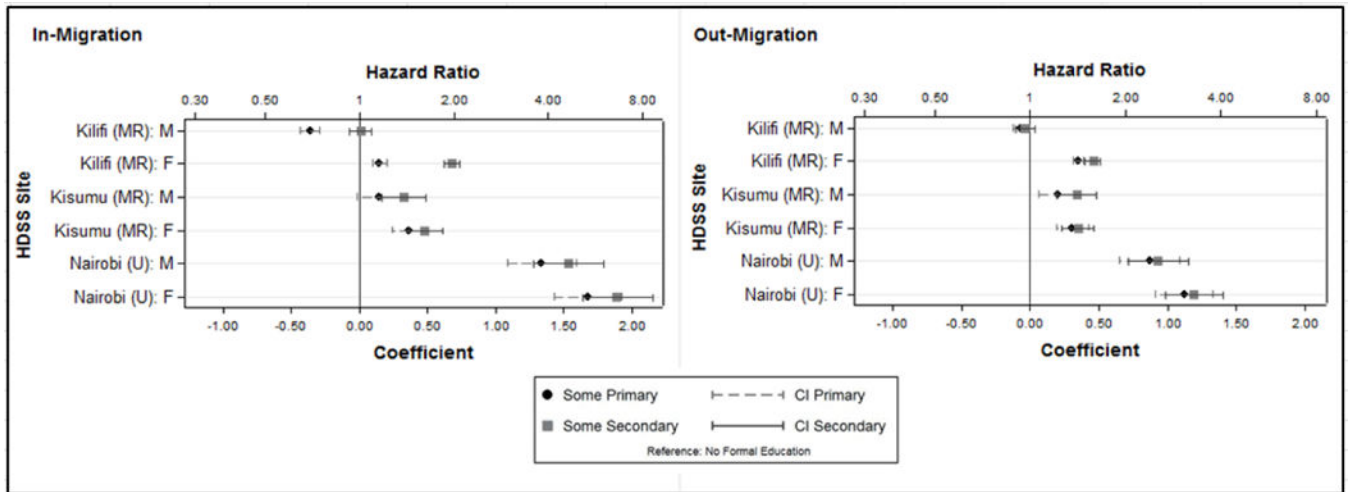 In-Migration
Hazard Ratio
0.30 0.50 1 2.00 4.00 8.00
HDSS Site
Kilifi (MR): M
Kilifi (MR): F
Kisumu (MR): M
Kisumu (MR): F
Nairobi (U): M
Nairobi (U): F
-1.00 -0.50 0.00 0.50 1.00 1.50 2.00
Coefficient
Out-Migration
Hazard Ratio
0.30 0.50 1 2.00 4.00 8.00
HDSS Site
Kilifi (MR): M
Kilifi (MR): F
Kisumu (MR): M
Kisumu (MR): F
Nairobi (U): M
Nairobi (U): F
-1.00 -0.50 0.00 0.50 1.00 1.50 2.00
Coefficient
Some Primary CI Primary
Some Secondary CI Secondary
Reference: No Formal Education